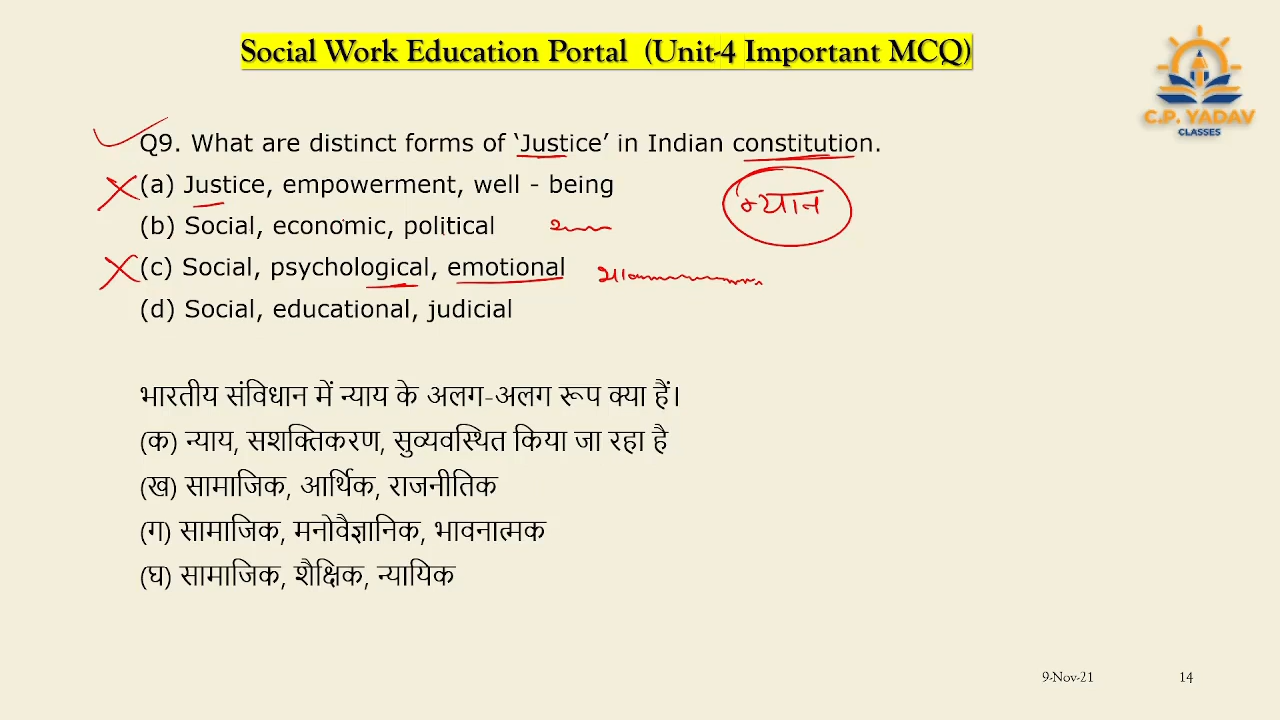 Social Work Education Portal (Unit-4 Important MCQ)
C.P. YADAV
CLASSES
Q9. What are distinct forms of ‘Justice’ in Indian constitution.
(a) Justice, empowerment, well - being
(b) Social, economic, political
(c) Social, psychological, emotional
(d) Social, educational, judicial
भारतीय संविधान में न्याय के अलग-अलग रूप क्या हैं।
(क) न्याय, सशक्तिकरण, सुव्यवस्थित किया जा रहा है
(ख) सामाजिक, आर्थिक, राजनीतिक
(ग) सामाजिक, मनोवैज्ञानिक, भावनात्मक
(घ) सामाजिक, शैक्षिक, न्यायिक
9-Nov-21
14